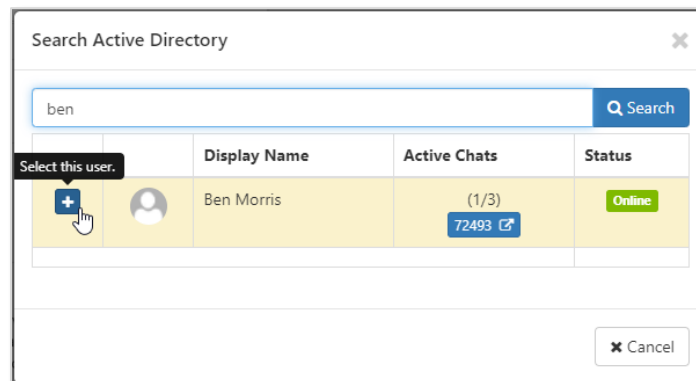 Search Active Directory
ben
Search
Display Name Active Chats Status
Select this user.
Ben Morris (1/3) Online
72493
Cancel